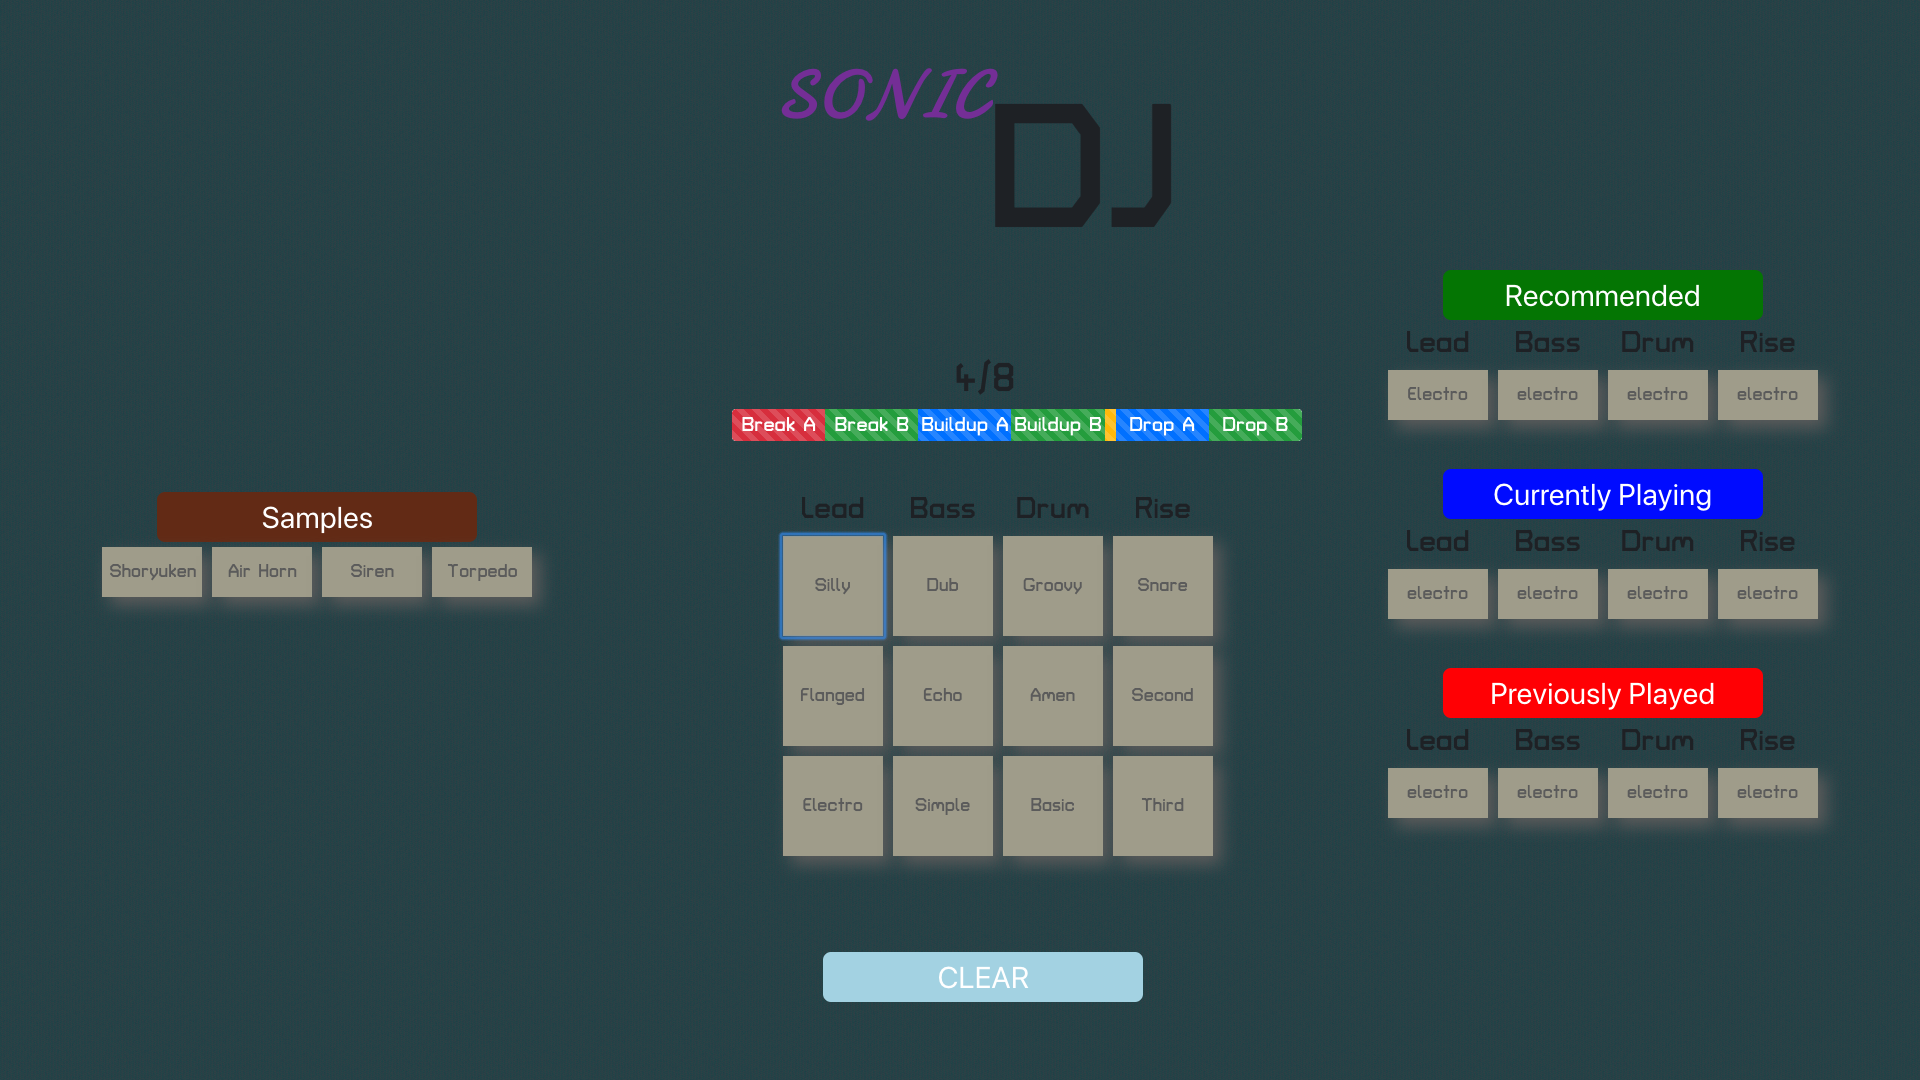 SONIC
DJ
4/8
Break A Break B Buildup A Buildup B Drop A Drop B
Samples
Shoryuken Air Horn Siren Torpedo
Lead Bass Drum Rise
Silly Dub Groovy Snare
Flanged Echo Amen Second
Electro Simple Basic Third
CLEAR
Recommended
Lead Bass Drum Rise
Electro electro electro electro
Currently Playing
Lead Bass Drum Rise
electro electro electro electro
Previously Played
Lead Bass Drum Rise
electro electro electro electro